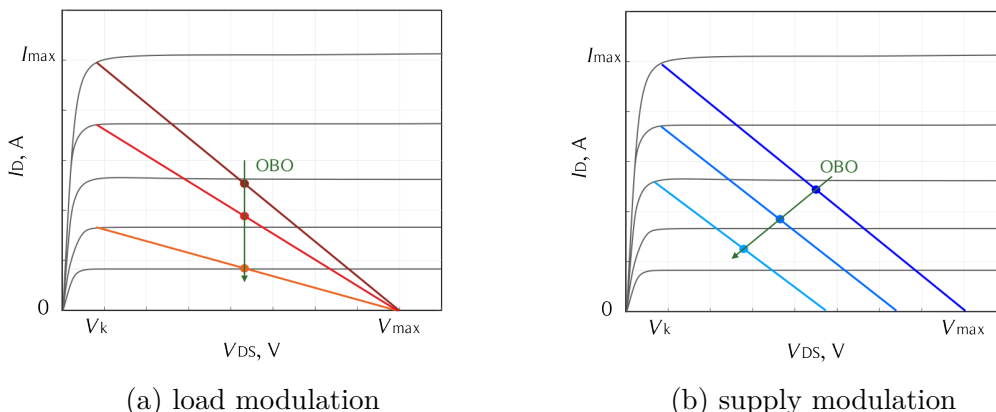 Imax
ID, A
OBO
0
Vk
Vmax
VDS, V
(a) load modulation
Imax
ID, A
OBO
0
Vk
Vmax
VDS, V
(b) supply modulation